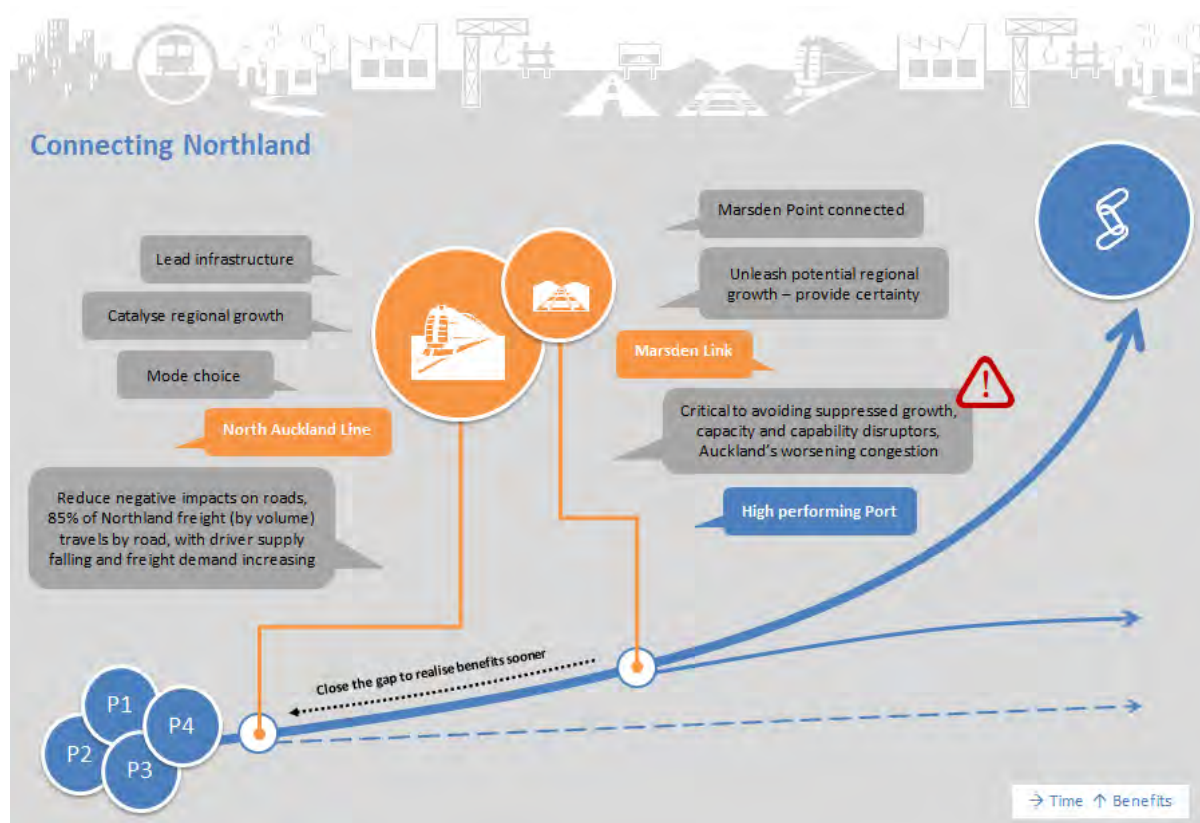 Connecting Northland
Lead infrastructure
Catalyse regional growth
Mode choice
North Auckland Line
Reduce negative impacts on roads,
85% of Northland freight (by volume)
travels by road, with driver supply
falling and freight demand increasing
Marsden Point connected
Unleash potential regional
growth – provide certainty
Marsden Link
Critical to avoiding suppressed growth,
capacity and capability disruptors,
Auckland's worsening congestion
High performing Port
Close the gap to realise benefits sooner
P1
P2
P3
P4
→ Time ↑ Benefits